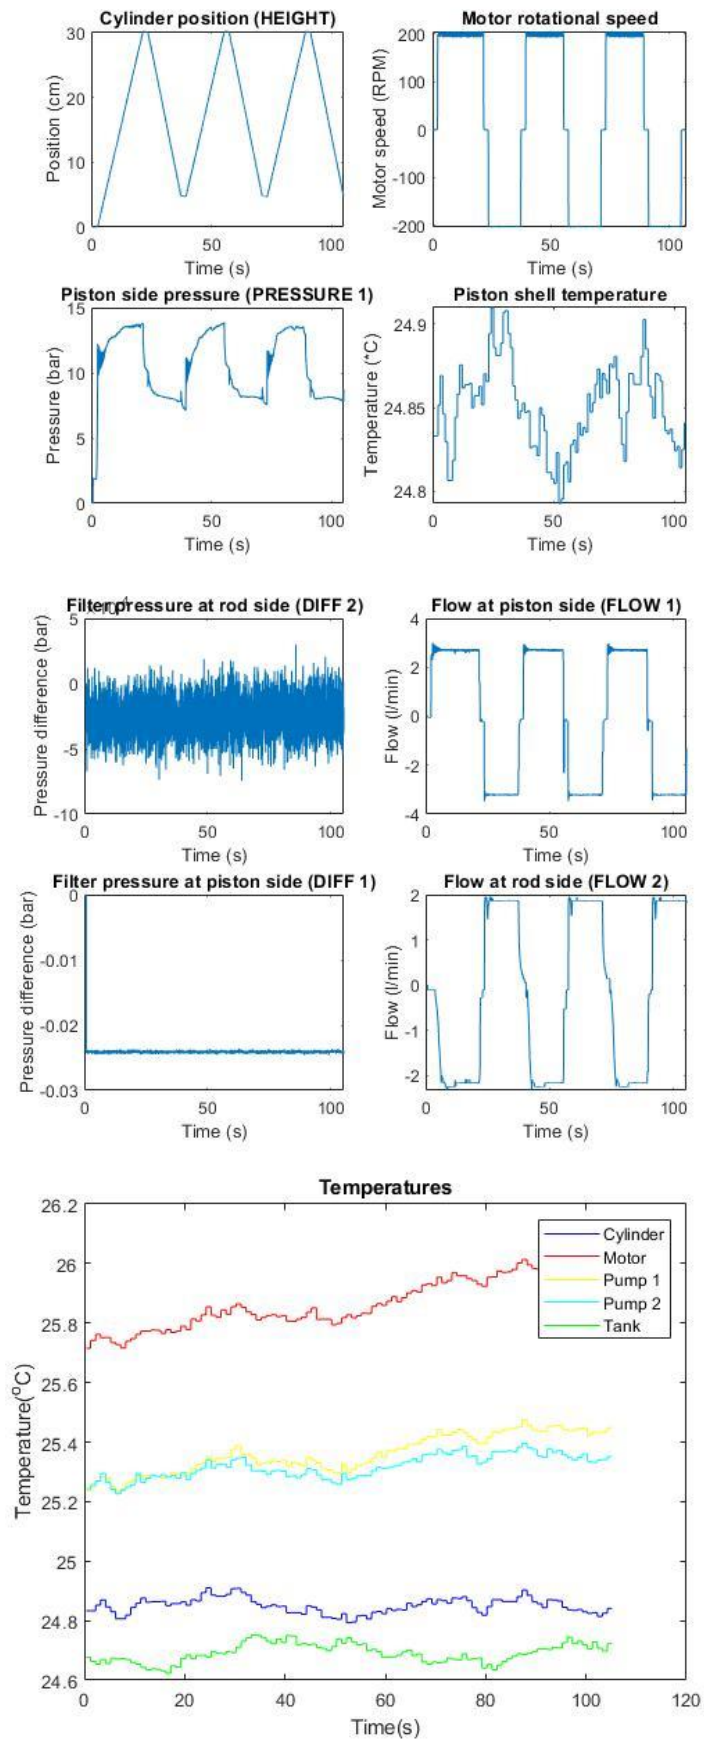 Cylinder position (HEIGHT)
Motor rotational speed
Position (cm)
30
20
10
0
0 50 100
Time (s)
Motor speed (RPM)
200
100
0
-100
-200
0 50 100
Time (s)
Piston side pressure (PRESSURE 1)
Piston shell temperature
Pressure (bar)
15
10
5
0
0 50 100
Time (s)
Temperature (*C)
24.9
24.85
24.8
0 50 100
Time (s)
Filter pressure at rod side (DIFF 2)
Flow at piston side (FLOW 1)
Pressure difference (bar)
5
0
-5
-10
0 50 100
Time (s)
Flow (l/min)
4
2
0
-2
-4
0 50 100
Time (s)
Filter pressure at piston side (DIFF 1)
Flow at rod side (FLOW 2)
Pressure difference (bar)
0
-0.01
-0.02
-0.03
0 50 100
Time (s)
Flow (l/min)
2
1
0
-1
-2
0 50 100
Time (s)
Temperatures
Temperature(°C)
26.2
26
25.8
25.6
25.4
25.2
25
24.8
24.6
Cylinder
Motor
Pump 1
Pump 2
Tank
0 20 40 60 80 100 120
Time(s)